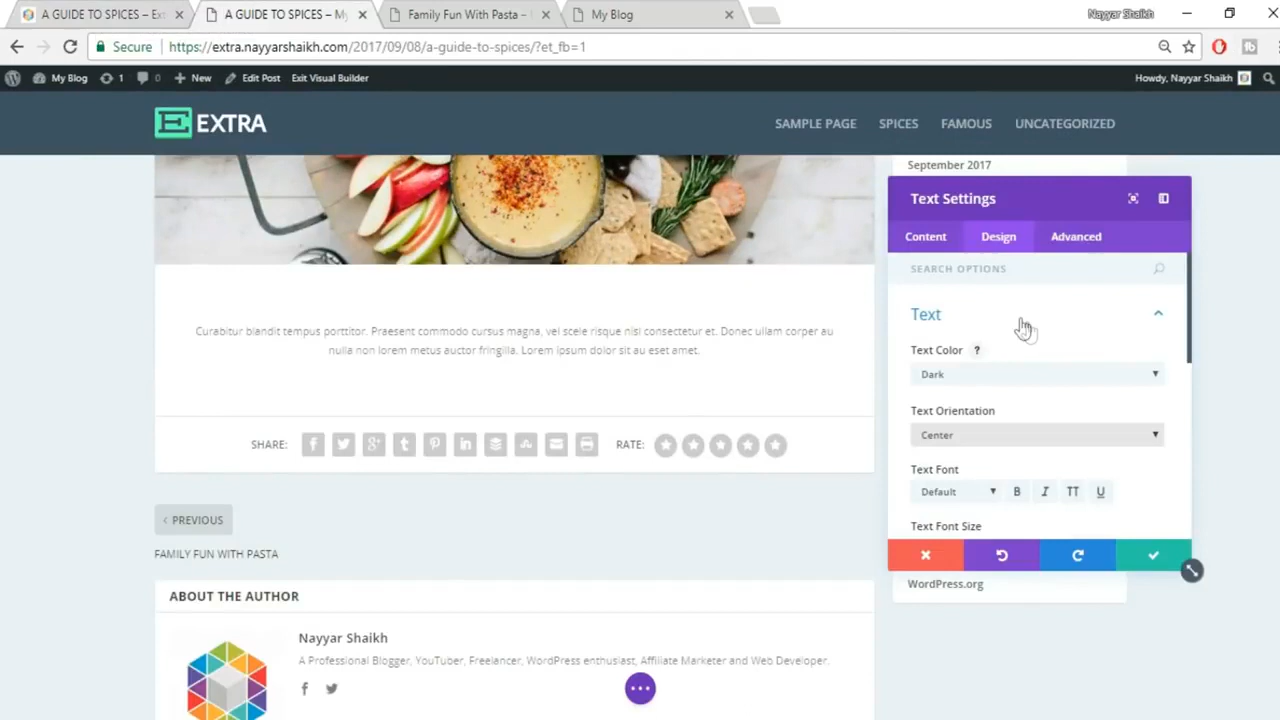 A GUIDE TO SPICES – Ex
A GUIDE TO SPICES – My
Family Fun With Pasta –
My Blog
Nayyar Shaikh
Secure
https://extra.nayyarshaikh.com/2017/09/08/a-guide-to-spices/?et_fb=1
My Blog 1 0 New Edit Post Exit Visual Builder
Howdy, Nayyar Shaikh
EXTRA
SAMPLE PAGE SPICES FAMOUS UNCATEGORIZED
September 2017
Text Settings
Content Design Advanced
SEARCH OPTIONS
Text
Text Color ?
Dark
Text Orientation
Center
Text Font
Default B I TT U
Text Font Size
WordPress.org
Curabitur blandit tempus porttitor. Praesent commodo cursus magna, vel scele risque nisl consectetur et. Donec ullam corper au
nulla non lorem metus auctor fringilla. Lorem ipsum dolor sit eset amet.
SHARE: RATE:
‹ PREVIOUS
FAMILY FUN WITH PASTA
ABOUT THE AUTHOR
Nayyar Shaikh
A Professional Blogger, YouTuber, Freelancer, WordPress enthusiast, Affiliate Marketer and Web Developer.